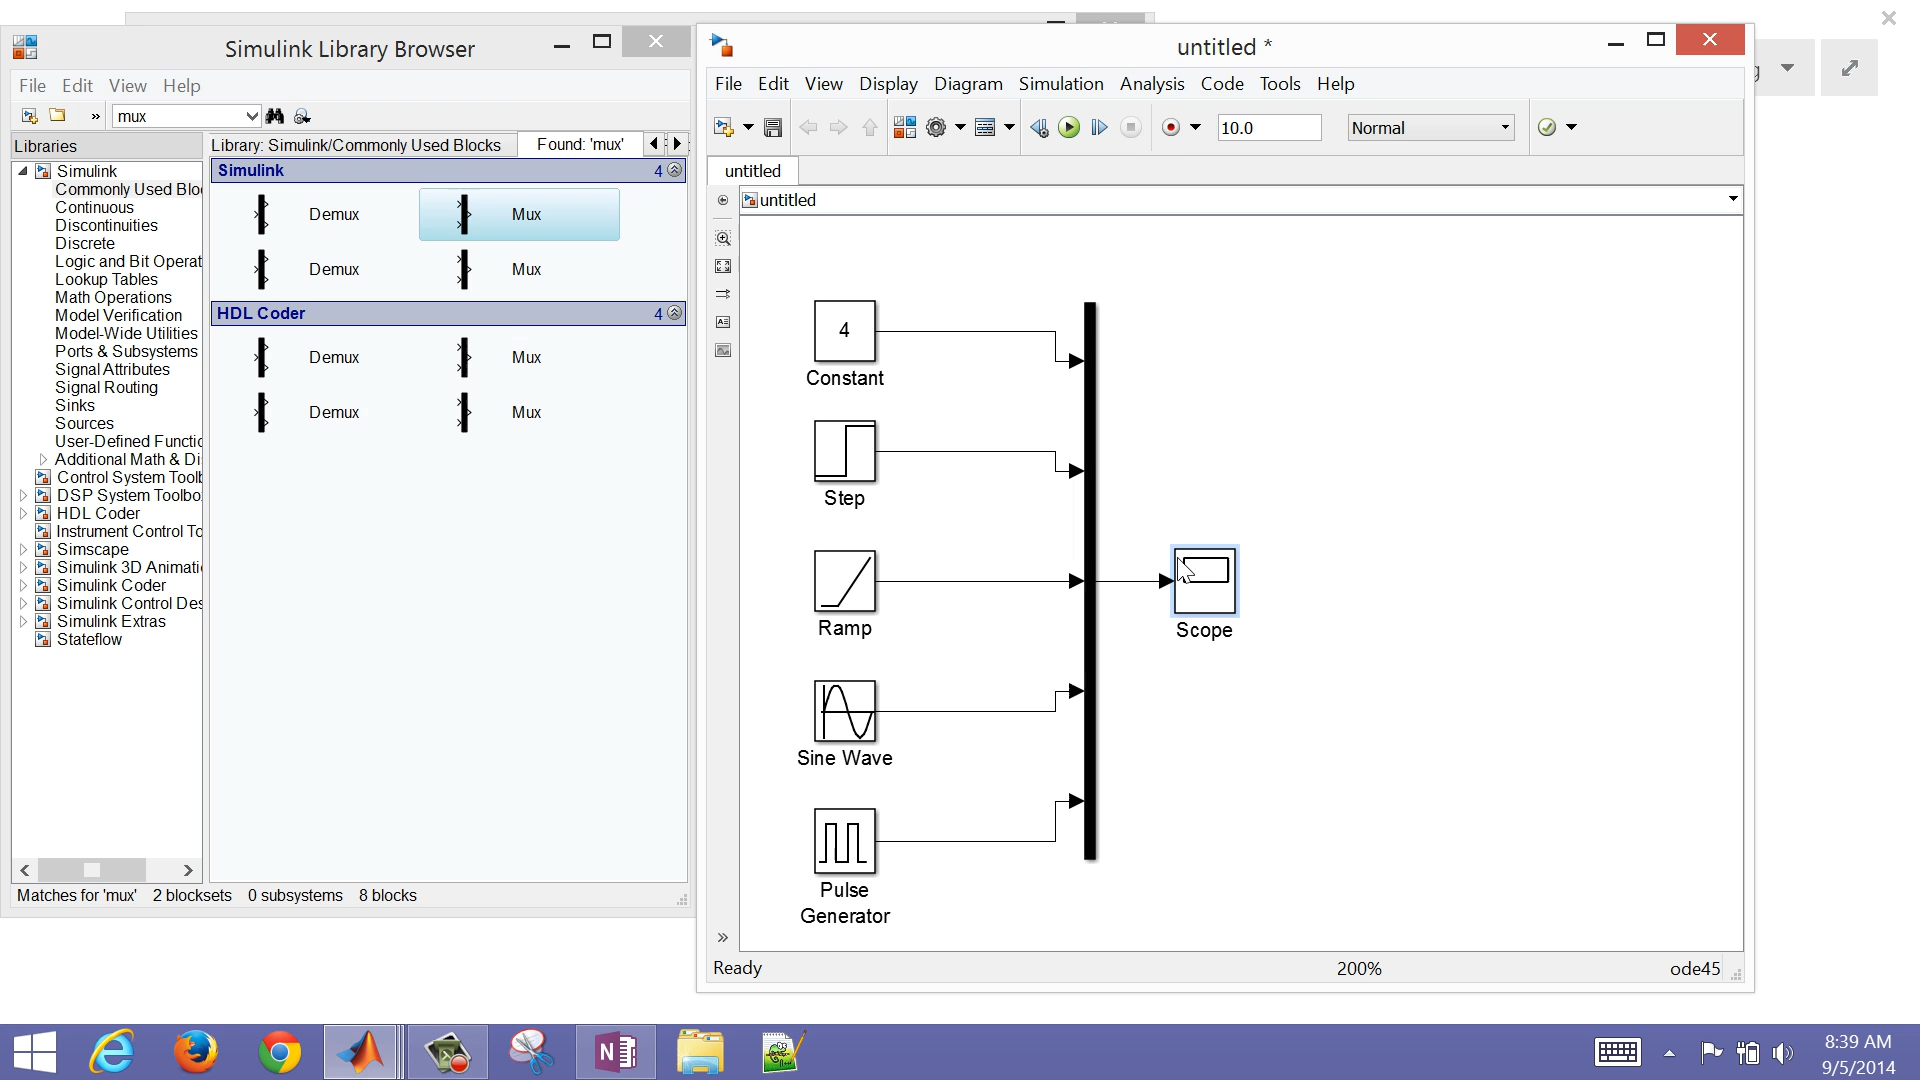 Simulink Library Browser
File Edit View Help
» mux
Libraries
Library: Simulink/Commonly Used Blocks Found: 'mux'
Simulink
Commonly Used Blo
Continuous
Discontinuities
Discrete
Logic and Bit Operat
Lookup Tables
Math Operations
Model Verification
Model-Wide Utilities
Ports & Subsystems
Signal Attributes
Signal Routing
Sinks
Sources
User-Defined Functio
Additional Math & Di
Control System Toolb
DSP System Toolbo
HDL Coder
Instrument Control To
Simscape
Simulink 3D Animati
Simulink Coder
Simulink Control Des
Simulink Extras
Stateflow
Simulink 4
Demux Mux
Demux Mux
HDL Coder 4
Demux Mux
Demux Mux
Matches for 'mux' 2 blocksets 0 subsystems 8 blocks
untitled *
File Edit View Display Diagram Simulation Analysis Code Tools Help
10.0 Normal
untitled
untitled
4
Constant
Step
Ramp
Sine Wave
Pulse
Generator
Scope
»
Ready 200% ode45
8:39 AM
9/5/2014